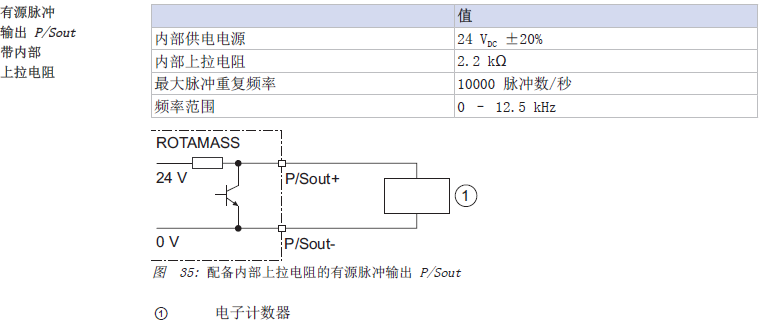 有源脉冲
输出 P/Sout
带内部
上拉电阻
值
内部供电电源 24 VDC ±20%
内部上拉电阻 2.2 kΩ
最大脉冲重复频率 10000 脉冲数/秒
频率范围 0 – 12.5 kHz
ROTAMASS
24 V
P/Sout+
①
0 V
P/Sout-
图 35: 配备内部上拉电阻的有源脉冲输出 P/Sout
① 电子计数器